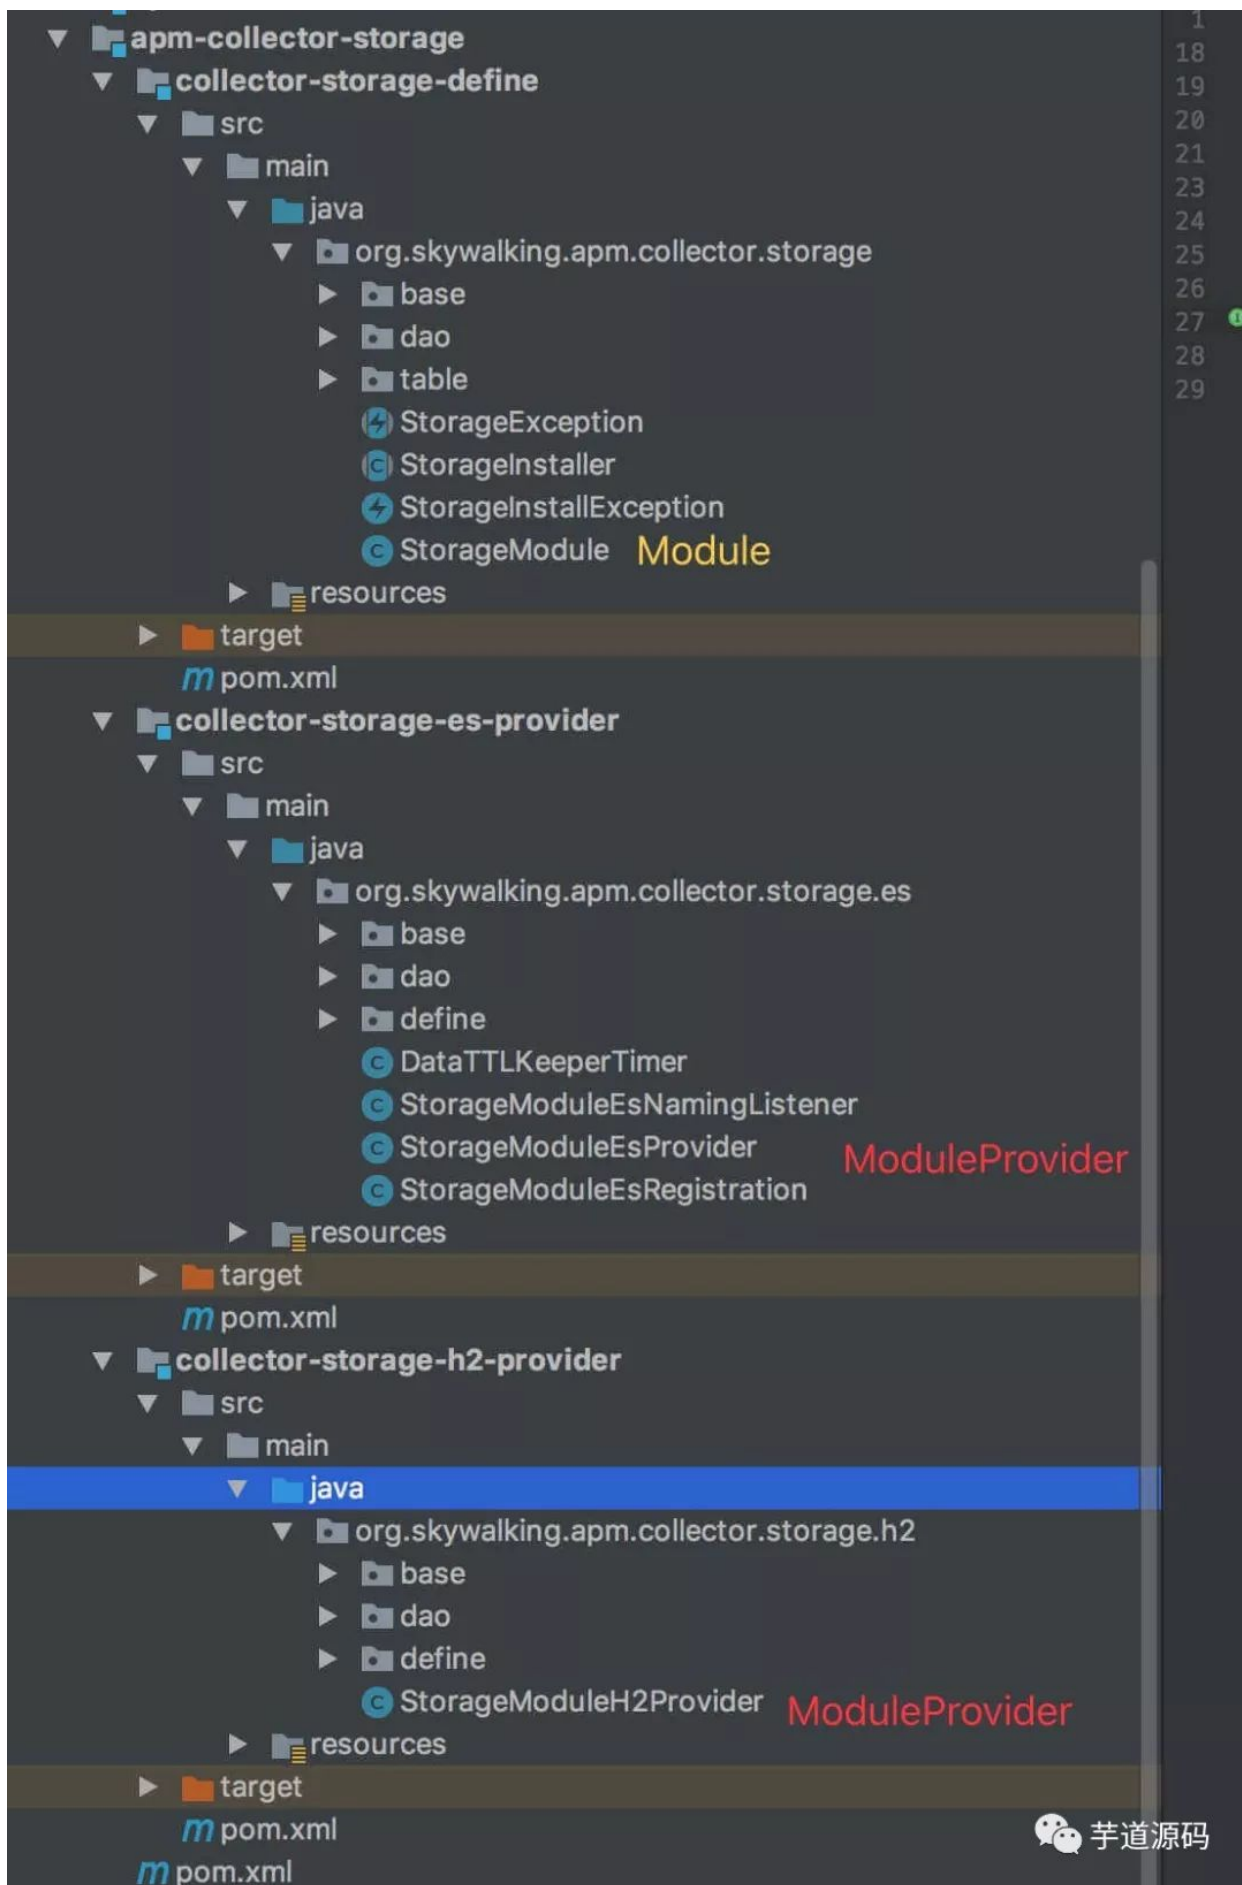 apm-collector-storage
collector-storage-define
src
main
java
org.skywalking.apm.collector.storage
base
dao
table
StorageException
StorageInstaller
StorageInstallException
StorageModule Module
resources
target
pom.xml
collector-storage-es-provider
src
main
java
org.skywalking.apm.collector.storage.es
base
dao
define
DataTTLKeeperTimer
StorageModuleEsNamingListener
StorageModuleEsProvider ModuleProvider
StorageModuleEsRegistration
resources
target
pom.xml
collector-storage-h2-provider
src
main
java
org.skywalking.apm.collector.storage.h2
base
dao
define
StorageModuleH2Provider ModuleProvider
resources
target
pom.xml
pom.xml
1
18
19
20
21
23
24
25
26
27
28
29
芋道源码